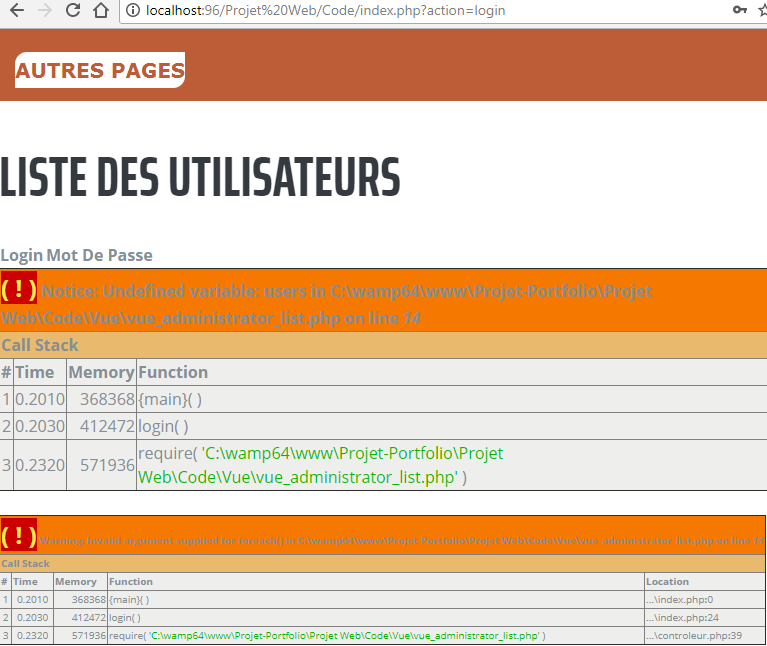 localhost:96/Projet%20Web/Code/index.php?action=login
AUTRES PAGES
LISTE DES UTILISATEURS
Login Mot De Passe
( ! ) Notice: Undefined variable: users in C:\wamp64\www\Projet-Portfolio\Projet
Web\Code\Vue\vue_administrator_list.php on line 14
Call Stack
# Time Memory Function
1 0.2010 368368 {main}( )
2 0.2030 412472 login( )
3 0.2320 571936 require( 'C:\wamp64\www\Projet-Portfolio\Projet
Web\Code\Vue\vue_administrator_list.php' )
( ! ) Warning: Invalid argument supplied for foreach() in C:\wamp64\www\Projet-Portfolio\Projet Web\Code\Vue\vue_administrator_list.php on line 14
Call Stack
# Time Memory Function Location
1 0.2010 368368 {main}( ) ...\index.php:0
2 0.2030 412472 login( ) ...\index.php:24
3 0.2320 571936 require( 'C:\wamp64\www\Projet-Portfolio\Projet Web\Code\Vue\vue_administrator_list.php' ) ...\controleur.php:39